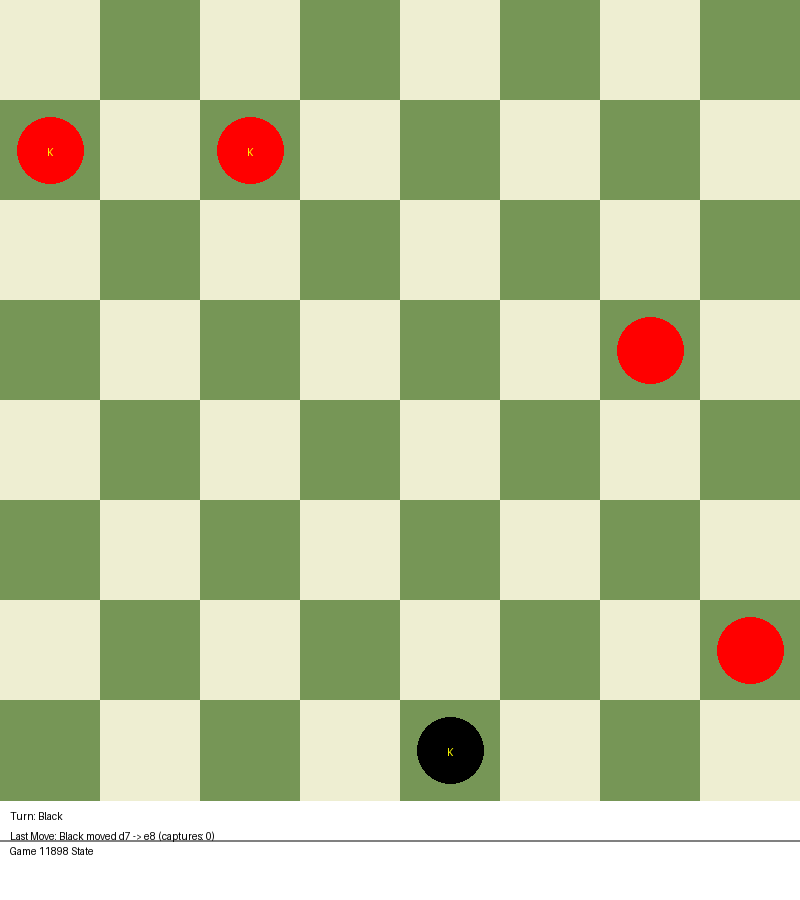 K K
K
Turn: Black
Last Move: Black moved d7 -> e8 (captures: 0)
Game 11898 State